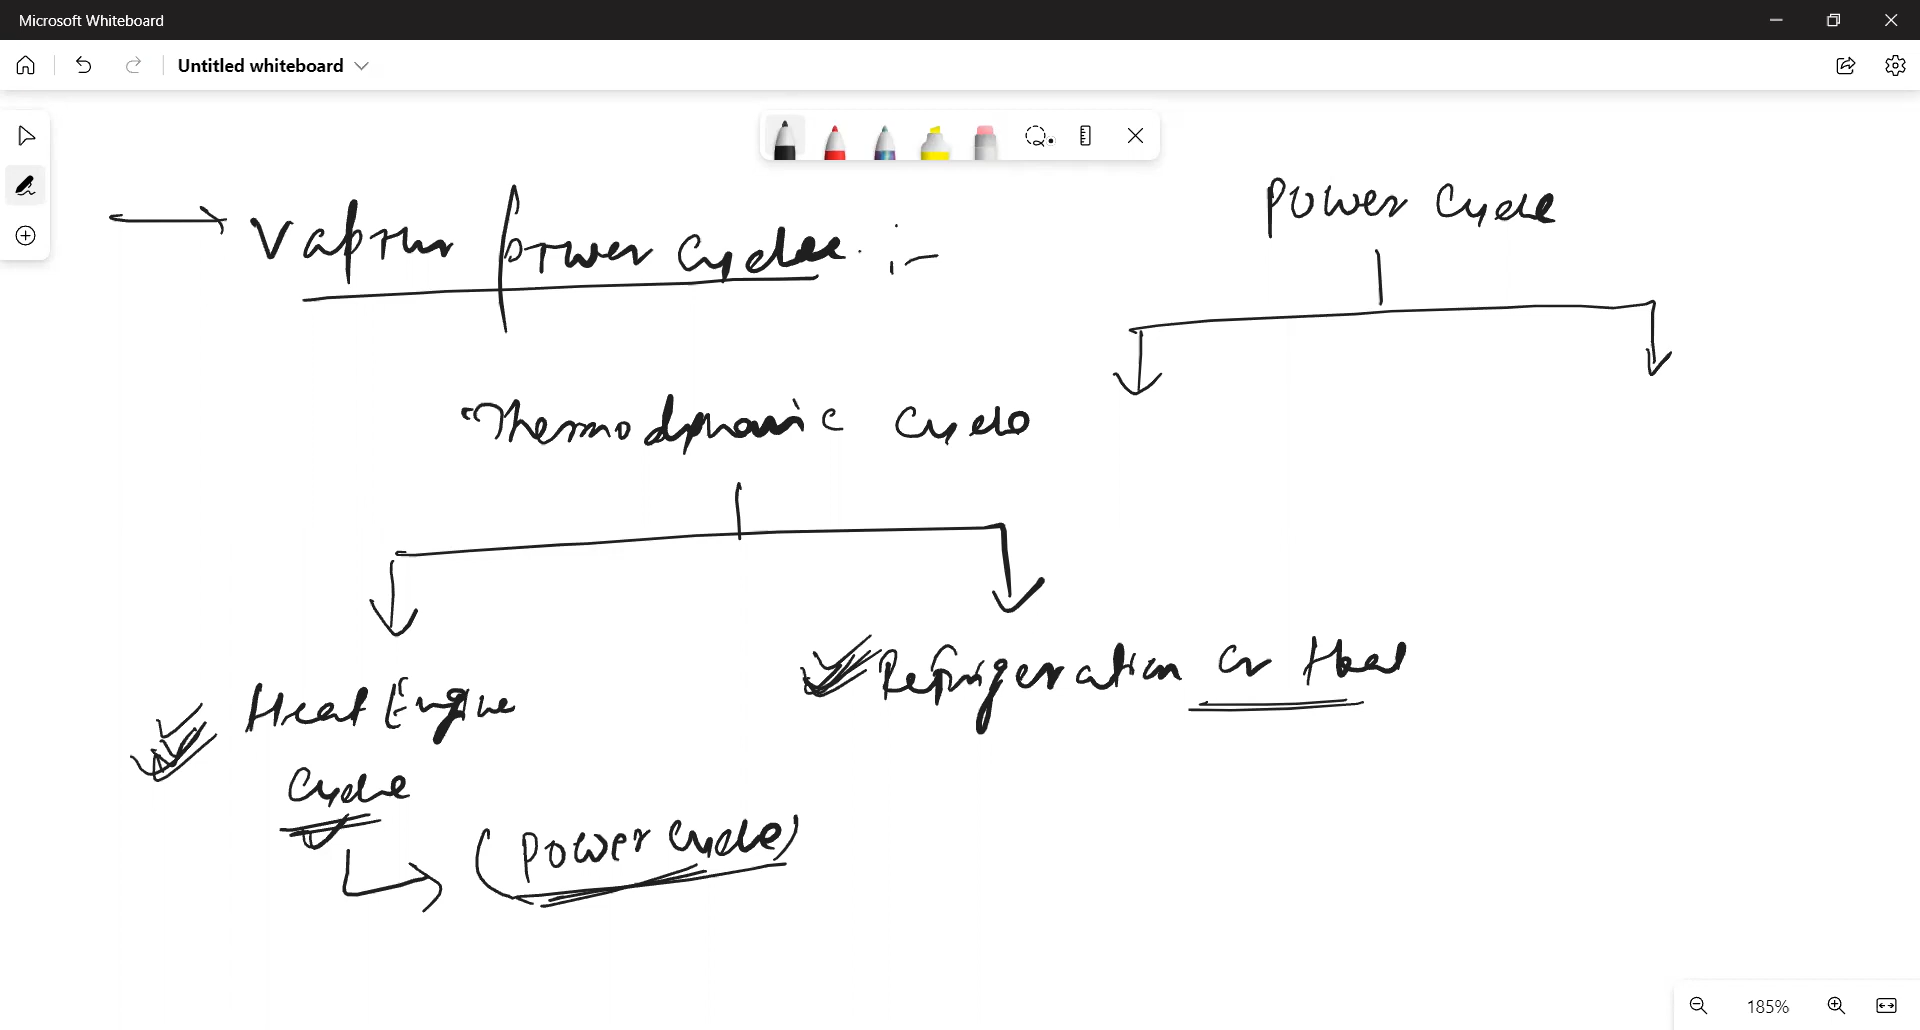 Microsoft Whiteboard
Untitled whiteboard
Vapour power cycle :-
Power Cycle
Thermodynamic Cycle
Refrigeration or Heat
Heat Engine
Cycle
(Power Cycle)
185%